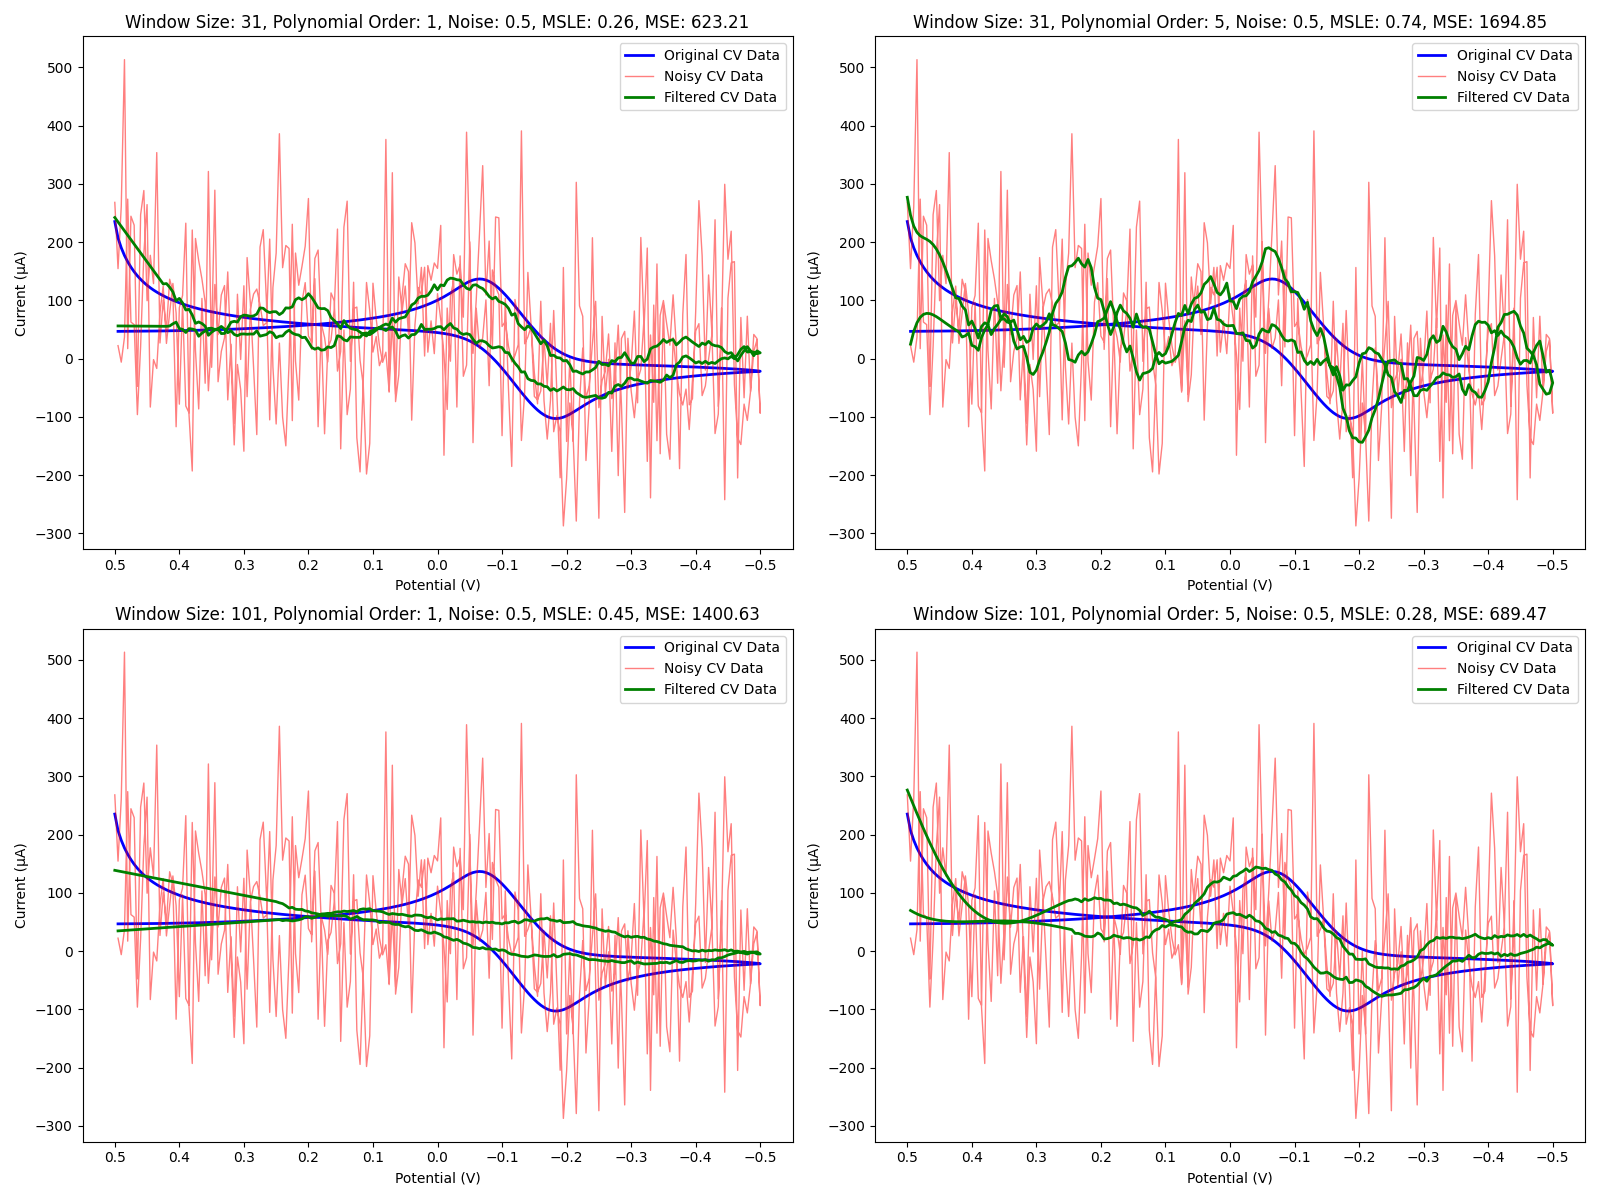 Window Size: 31, Polynomial Order: 1, Noise: 0.5, MSLE: 0.26, MSE: 623.21
Original CV Data
Noisy CV Data
Filtered CV Data
500
400
300
200
100
0
−100
−200
−300
Current (μA)
0.5 0.4 0.3 0.2 0.1 0.0 −0.1 −0.2 −0.3 −0.4 −0.5
Potential (V)
Window Size: 31, Polynomial Order: 5, Noise: 0.5, MSLE: 0.74, MSE: 1694.85
Original CV Data
Noisy CV Data
Filtered CV Data
500
400
300
200
100
0
−100
−200
−300
Current (μA)
0.5 0.4 0.3 0.2 0.1 0.0 −0.1 −0.2 −0.3 −0.4 −0.5
Potential (V)
Window Size: 101, Polynomial Order: 1, Noise: 0.5, MSLE: 0.45, MSE: 1400.63
Original CV Data
Noisy CV Data
Filtered CV Data
500
400
300
200
100
0
−100
−200
−300
Current (μA)
0.5 0.4 0.3 0.2 0.1 0.0 −0.1 −0.2 −0.3 −0.4 −0.5
Potential (V)
Window Size: 101, Polynomial Order: 5, Noise: 0.5, MSLE: 0.28, MSE: 689.47
Original CV Data
Noisy CV Data
Filtered CV Data
500
400
300
200
100
0
−100
−200
−300
Current (μA)
0.5 0.4 0.3 0.2 0.1 0.0 −0.1 −0.2 −0.3 −0.4 −0.5
Potential (V)